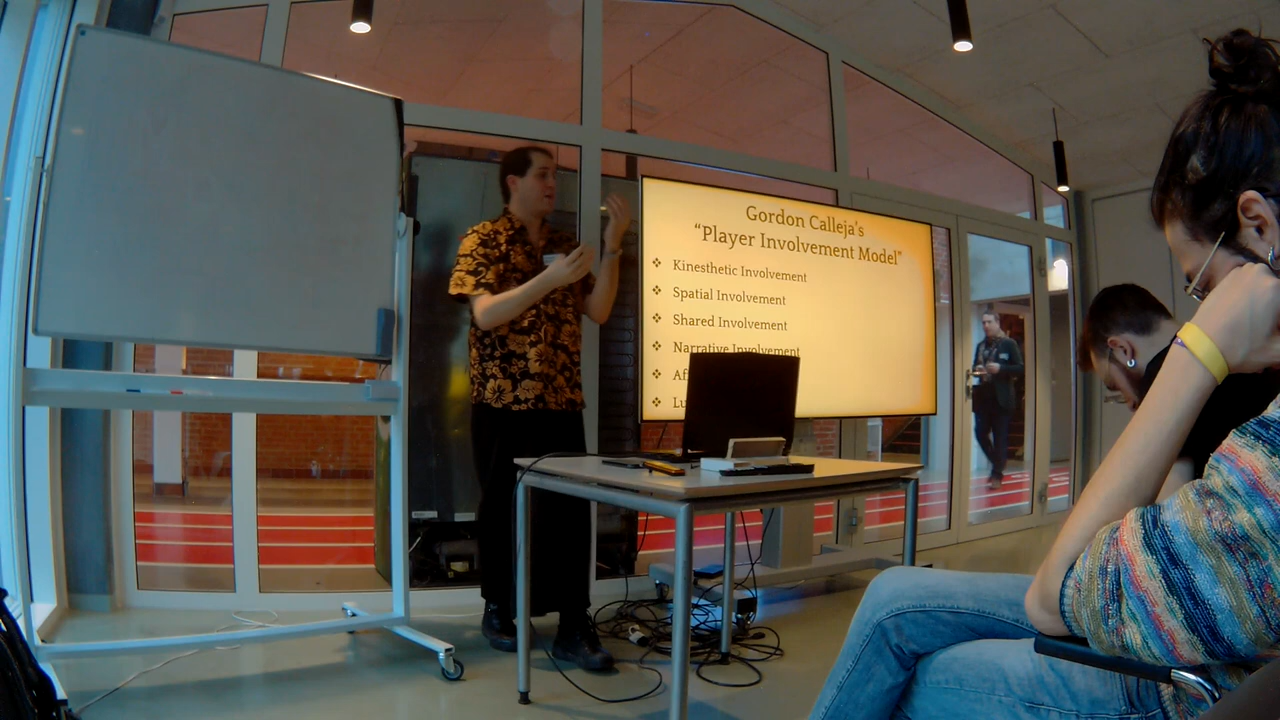 Gordon Calleja's
“Player Involvement Model”
❖ Kinesthetic Involvement
❖ Spatial Involvement
❖ Shared Involvement
❖ Narrative Involvement
❖
❖